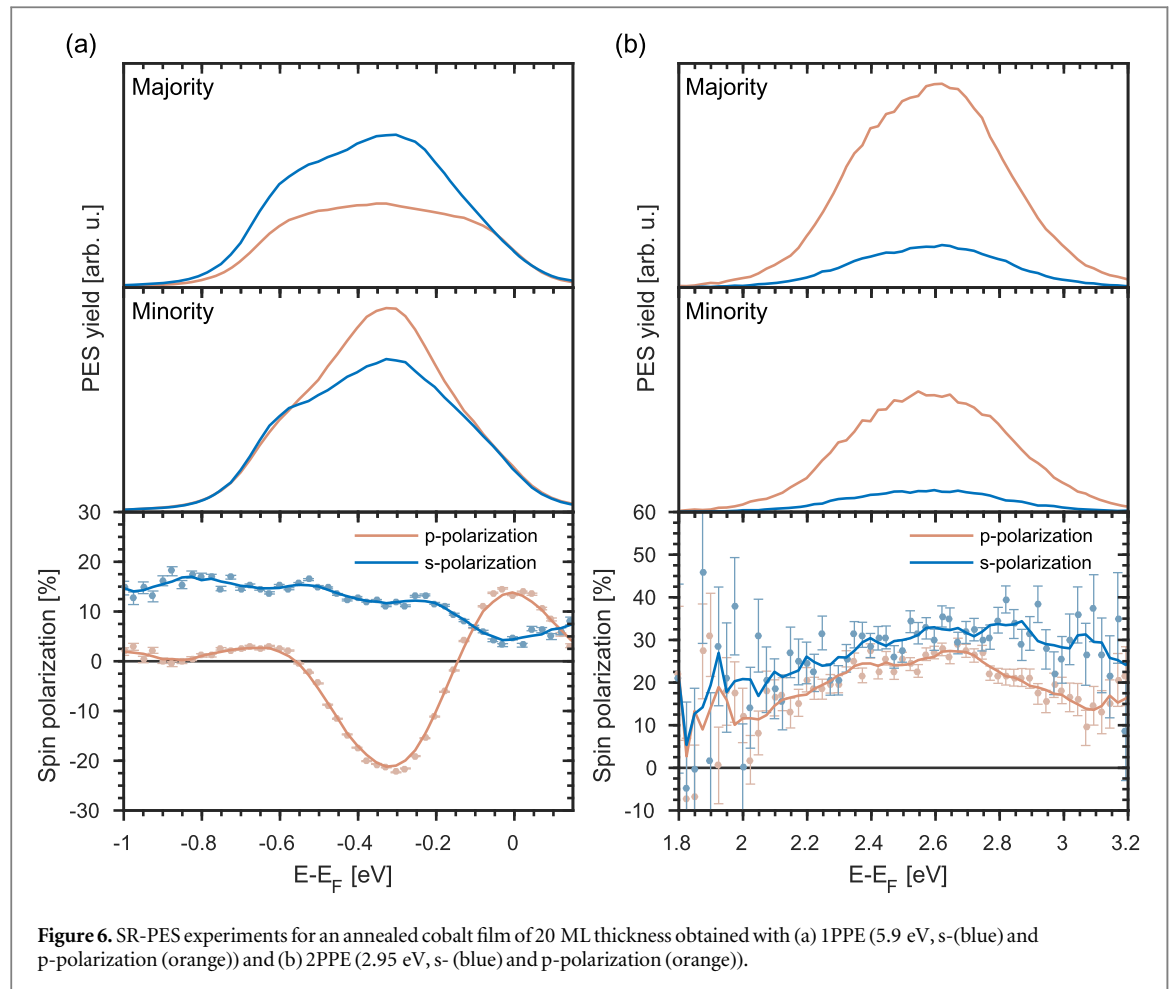 (a)
(b)
Majority
Majority
PES yield [arb. u.]
PES yield [arb. u.]
Minority
Minority
30
20
10
0
-10
-20
-30
60
50
40
30
20
10
0
-10
p-polarization
s-polarization
p-polarization
s-polarization
Spin polarization [%]
Spin polarization [%]
-1 -0.8 -0.6 -0.4 -0.2 0
1.8 2 2.2 2.4 2.6 2.8 3 3.2
E-E_F [eV]
E-E_F [eV]
Figure 6. SR-PES experiments for an annealed cobalt film of 20 ML thickness obtained with (a) 1PPE (5.9 eV, s-(blue) and
p-polarization (orange)) and (b) 2PPE (2.95 eV, s- (blue) and p-polarization (orange)).